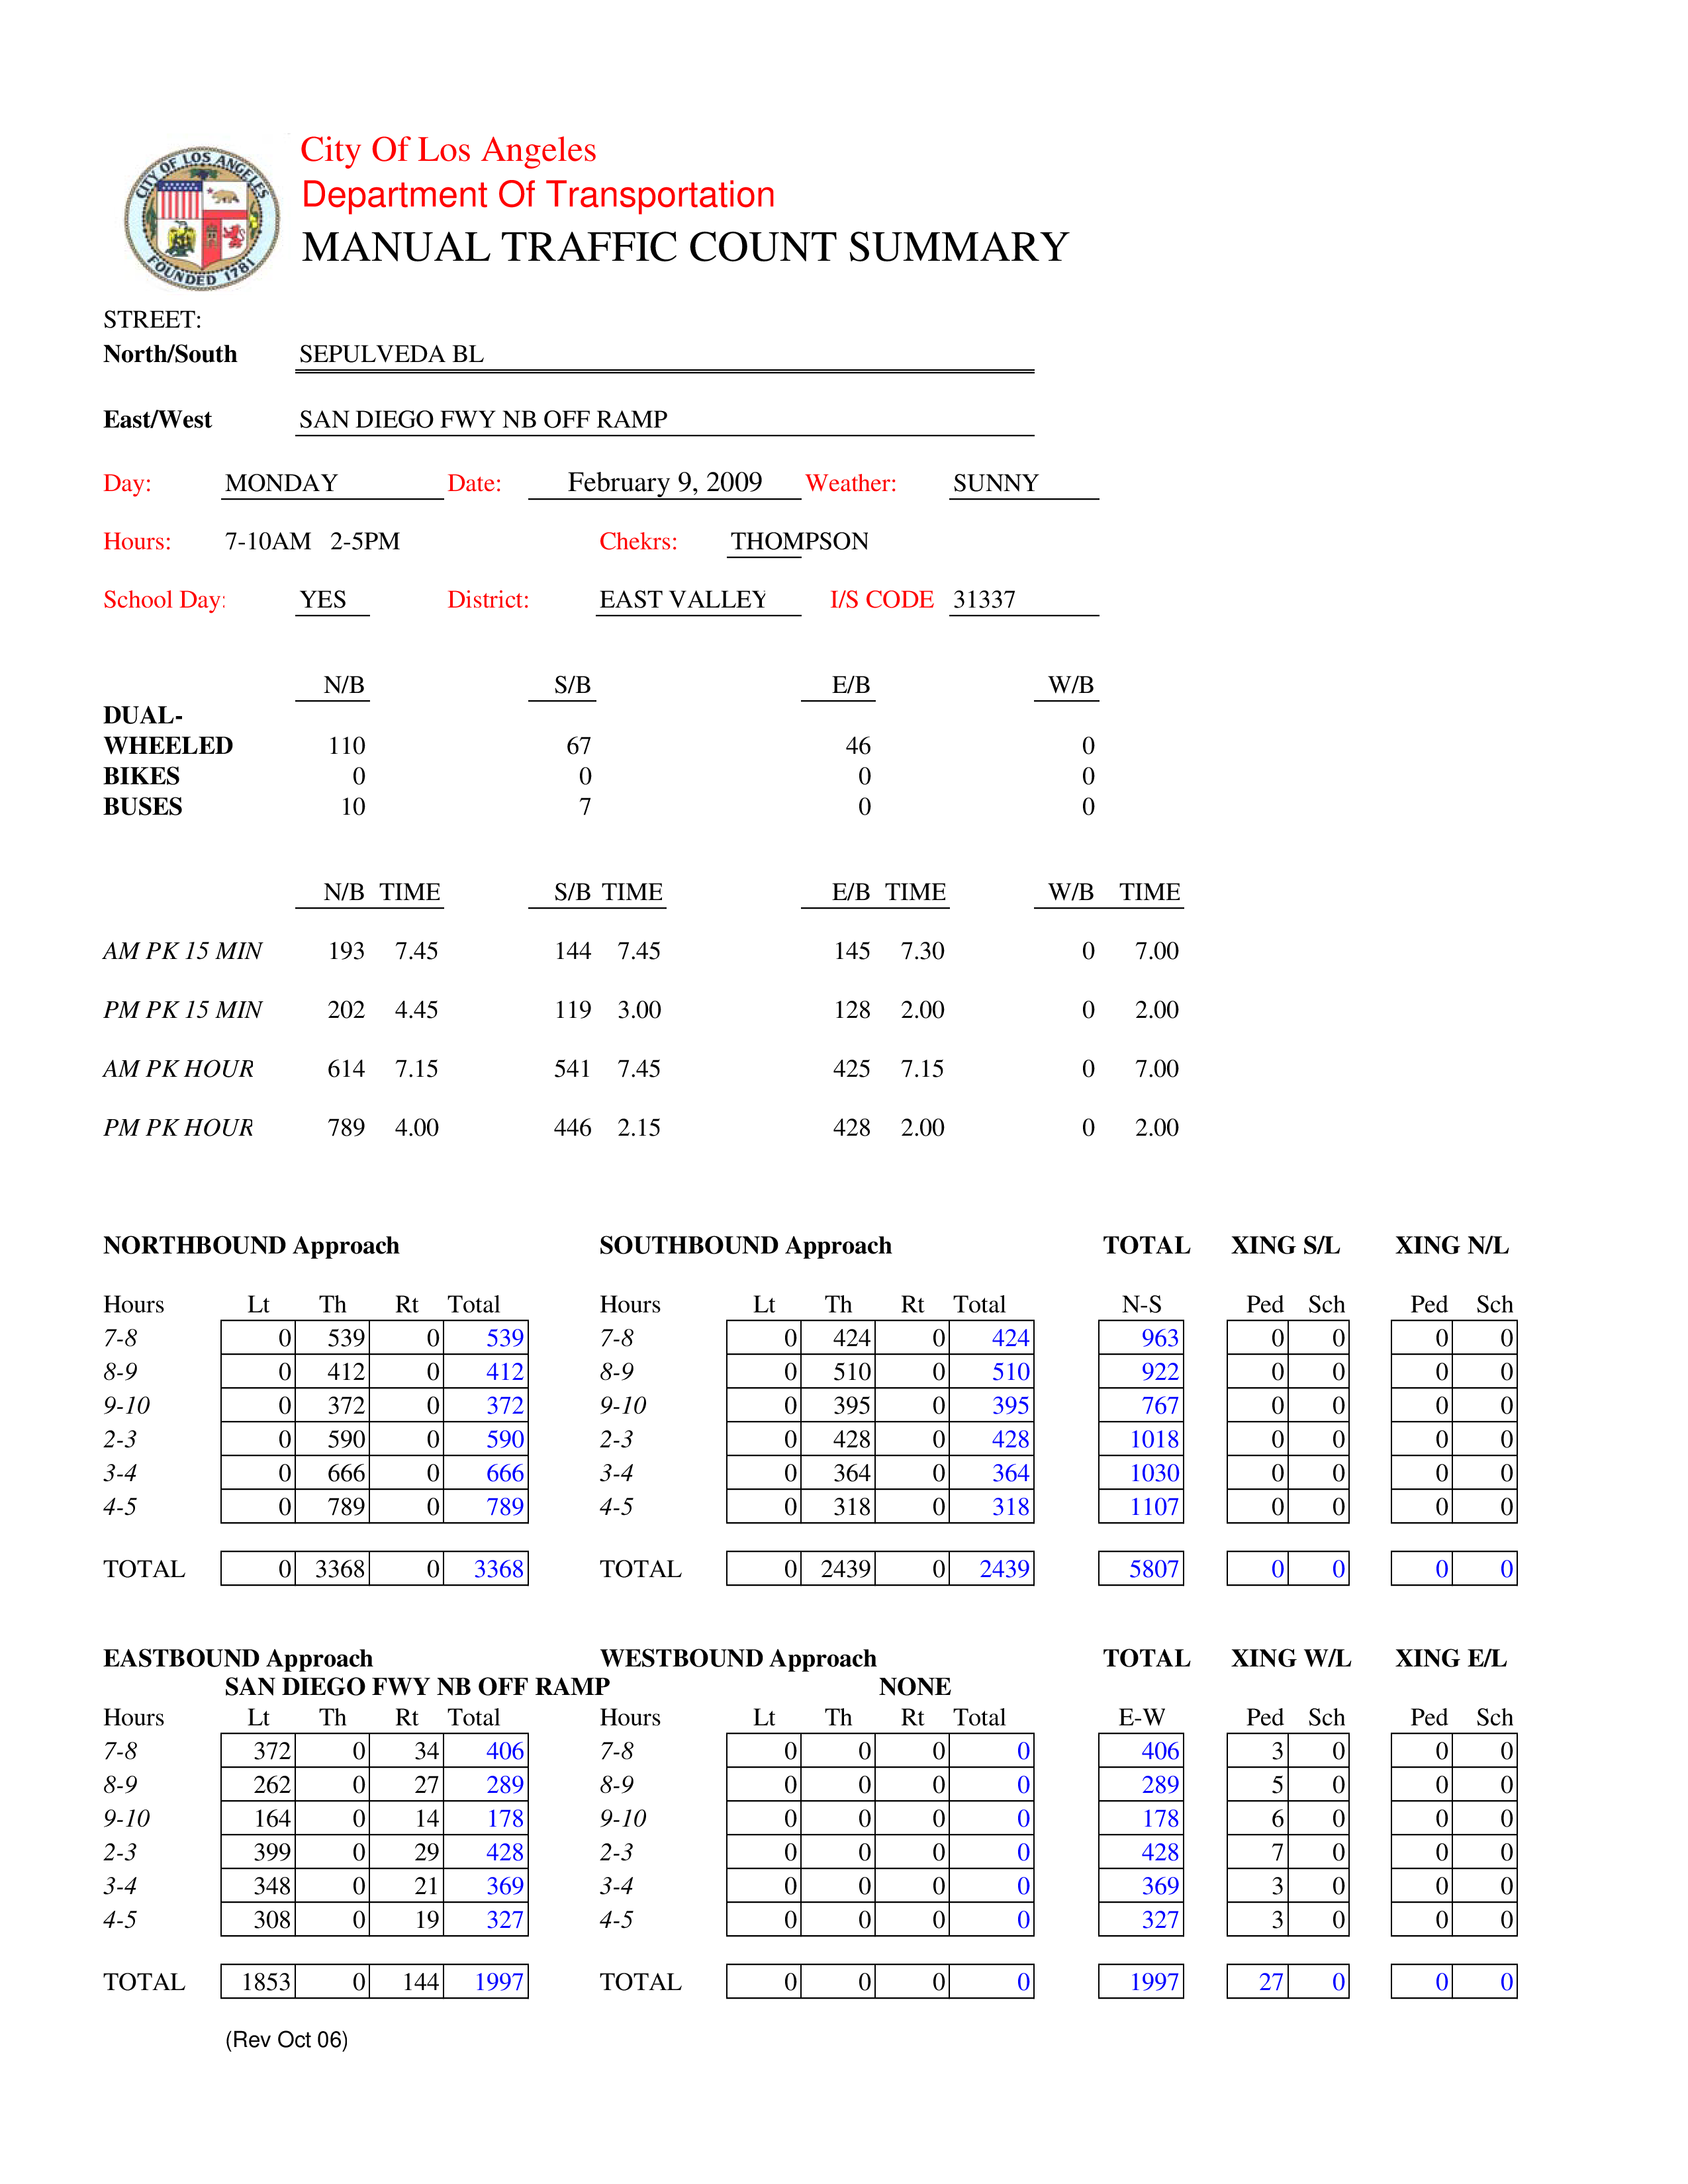 CITY OF LOS ANGELES
FOUNDED 1781
City Of Los Angeles
Department Of Transportation
MANUAL TRAFFIC COUNT SUMMARY
STREET:
North/South SEPULVEDA BL
East/West SAN DIEGO FWY NB OFF RAMP
Day: MONDAY Date: February 9, 2009 Weather: SUNNY
Hours: 7-10AM 2-5PM Chekrs: THOMPSON
School Day: YES District: EAST VALLEY I/S CODE 31337
N/B S/B E/B W/B
DUAL-
WHEELED 110 67 46 0
BIKES 0 0 0 0
BUSES 10 7 0 0
N/B TIME S/B TIME E/B TIME W/B TIME
AM PK 15 MIN 193 7.45 144 7.45 145 7.30 0 7.00
PM PK 15 MIN 202 4.45 119 3.00 128 2.00 0 2.00
AM PK HOUR 614 7.15 541 7.45 425 7.15 0 7.00
PM PK HOUR 789 4.00 446 2.15 428 2.00 0 2.00
NORTHBOUND Approach SOUTHBOUND Approach TOTAL XING S/L XING N/L
Hours Lt Th Rt Total Hours Lt Th Rt Total N-S Ped Sch Ped Sch
7-8 0 539 0 539 7-8 0 424 0 424 963 0 0 0 0
8-9 0 412 0 412 8-9 0 510 0 510 922 0 0 0 0
9-10 0 372 0 372 9-10 0 395 0 395 767 0 0 0 0
2-3 0 590 0 590 2-3 0 428 0 428 1018 0 0 0 0
3-4 0 666 0 666 3-4 0 364 0 364 1030 0 0 0 0
4-5 0 789 0 789 4-5 0 318 0 318 1107 0 0 0 0
TOTAL 0 3368 0 3368 TOTAL 0 2439 0 2439 5807 0 0 0 0
EASTBOUND Approach WESTBOUND Approach TOTAL XING W/L XING E/L
SAN DIEGO FWY NB OFF RAMP NONE
Hours Lt Th Rt Total Hours Lt Th Rt Total E-W Ped Sch Ped Sch
7-8 372 0 34 406 7-8 0 0 0 0 406 3 0 0 0
8-9 262 0 27 289 8-9 0 0 0 0 289 5 0 0 0
9-10 164 0 14 178 9-10 0 0 0 0 178 6 0 0 0
2-3 399 0 29 428 2-3 0 0 0 0 428 7 0 0 0
3-4 348 0 21 369 3-4 0 0 0 0 369 3 0 0 0
4-5 308 0 19 327 4-5 0 0 0 0 327 3 0 0 0
TOTAL 1853 0 144 1997 TOTAL 0 0 0 0 1997 27 0 0 0
(Rev Oct 06)